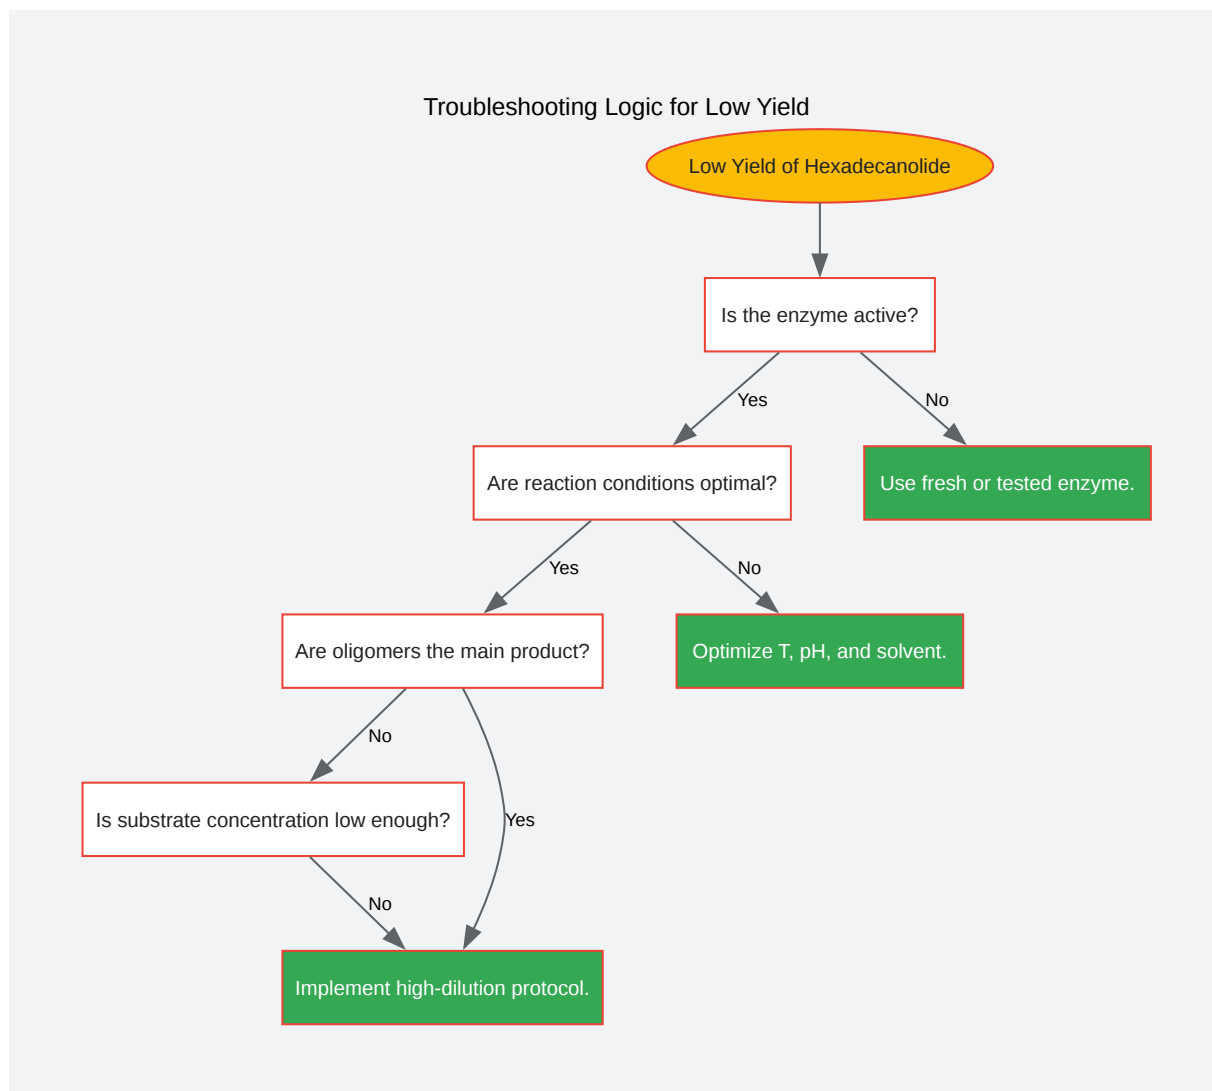 Troubleshooting Logic for Low Yield
Low Yield of Hexadecanolide
Is the enzyme active?
Yes
No
Are reaction conditions optimal?
Use fresh or tested enzyme.
Yes
No
Are oligomers the main product?
Optimize T, pH, and solvent.
No
Is substrate concentration low enough?
Yes
No
Implement high-dilution protocol.